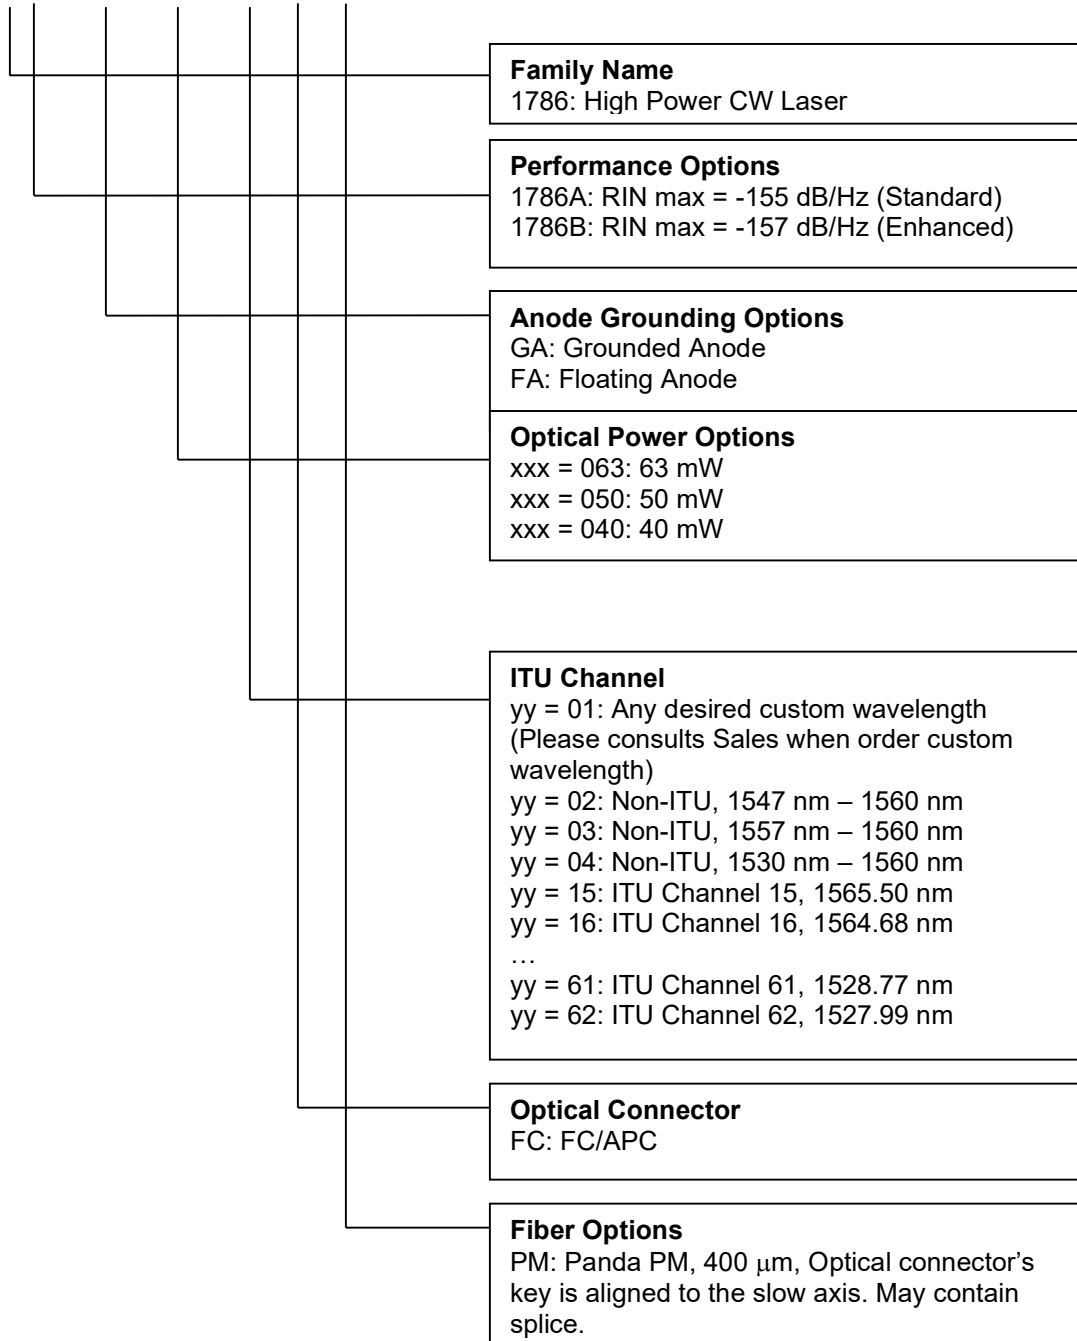 Family Name
1786: High Power CW Laser
Performance Options
1786A: RIN max = -155 dB/Hz (Standard)
1786B: RIN max = -157 dB/Hz (Enhanced)
Anode Grounding Options
GA: Grounded Anode
FA: Floating Anode
Optical Power Options
xxx = 063: 63 mW
xxx = 050: 50 mW
xxx = 040: 40 mW
ITU Channel
yy = 01: Any desired custom wavelength
(Please consults Sales when order custom
wavelength)
yy = 02: Non-ITU, 1547 nm – 1560 nm
yy = 03: Non-ITU, 1557 nm – 1560 nm
yy = 04: Non-ITU, 1530 nm – 1560 nm
yy = 15: ITU Channel 15, 1565.50 nm
yy = 16: ITU Channel 16, 1564.68 nm
…
yy = 61: ITU Channel 61, 1528.77 nm
yy = 62: ITU Channel 62, 1527.99 nm
Optical Connector
FC: FC/APC
Fiber Options
PM: Panda PM, 400 μm, Optical connector’s
key is aligned to the slow axis. May contain
splice.